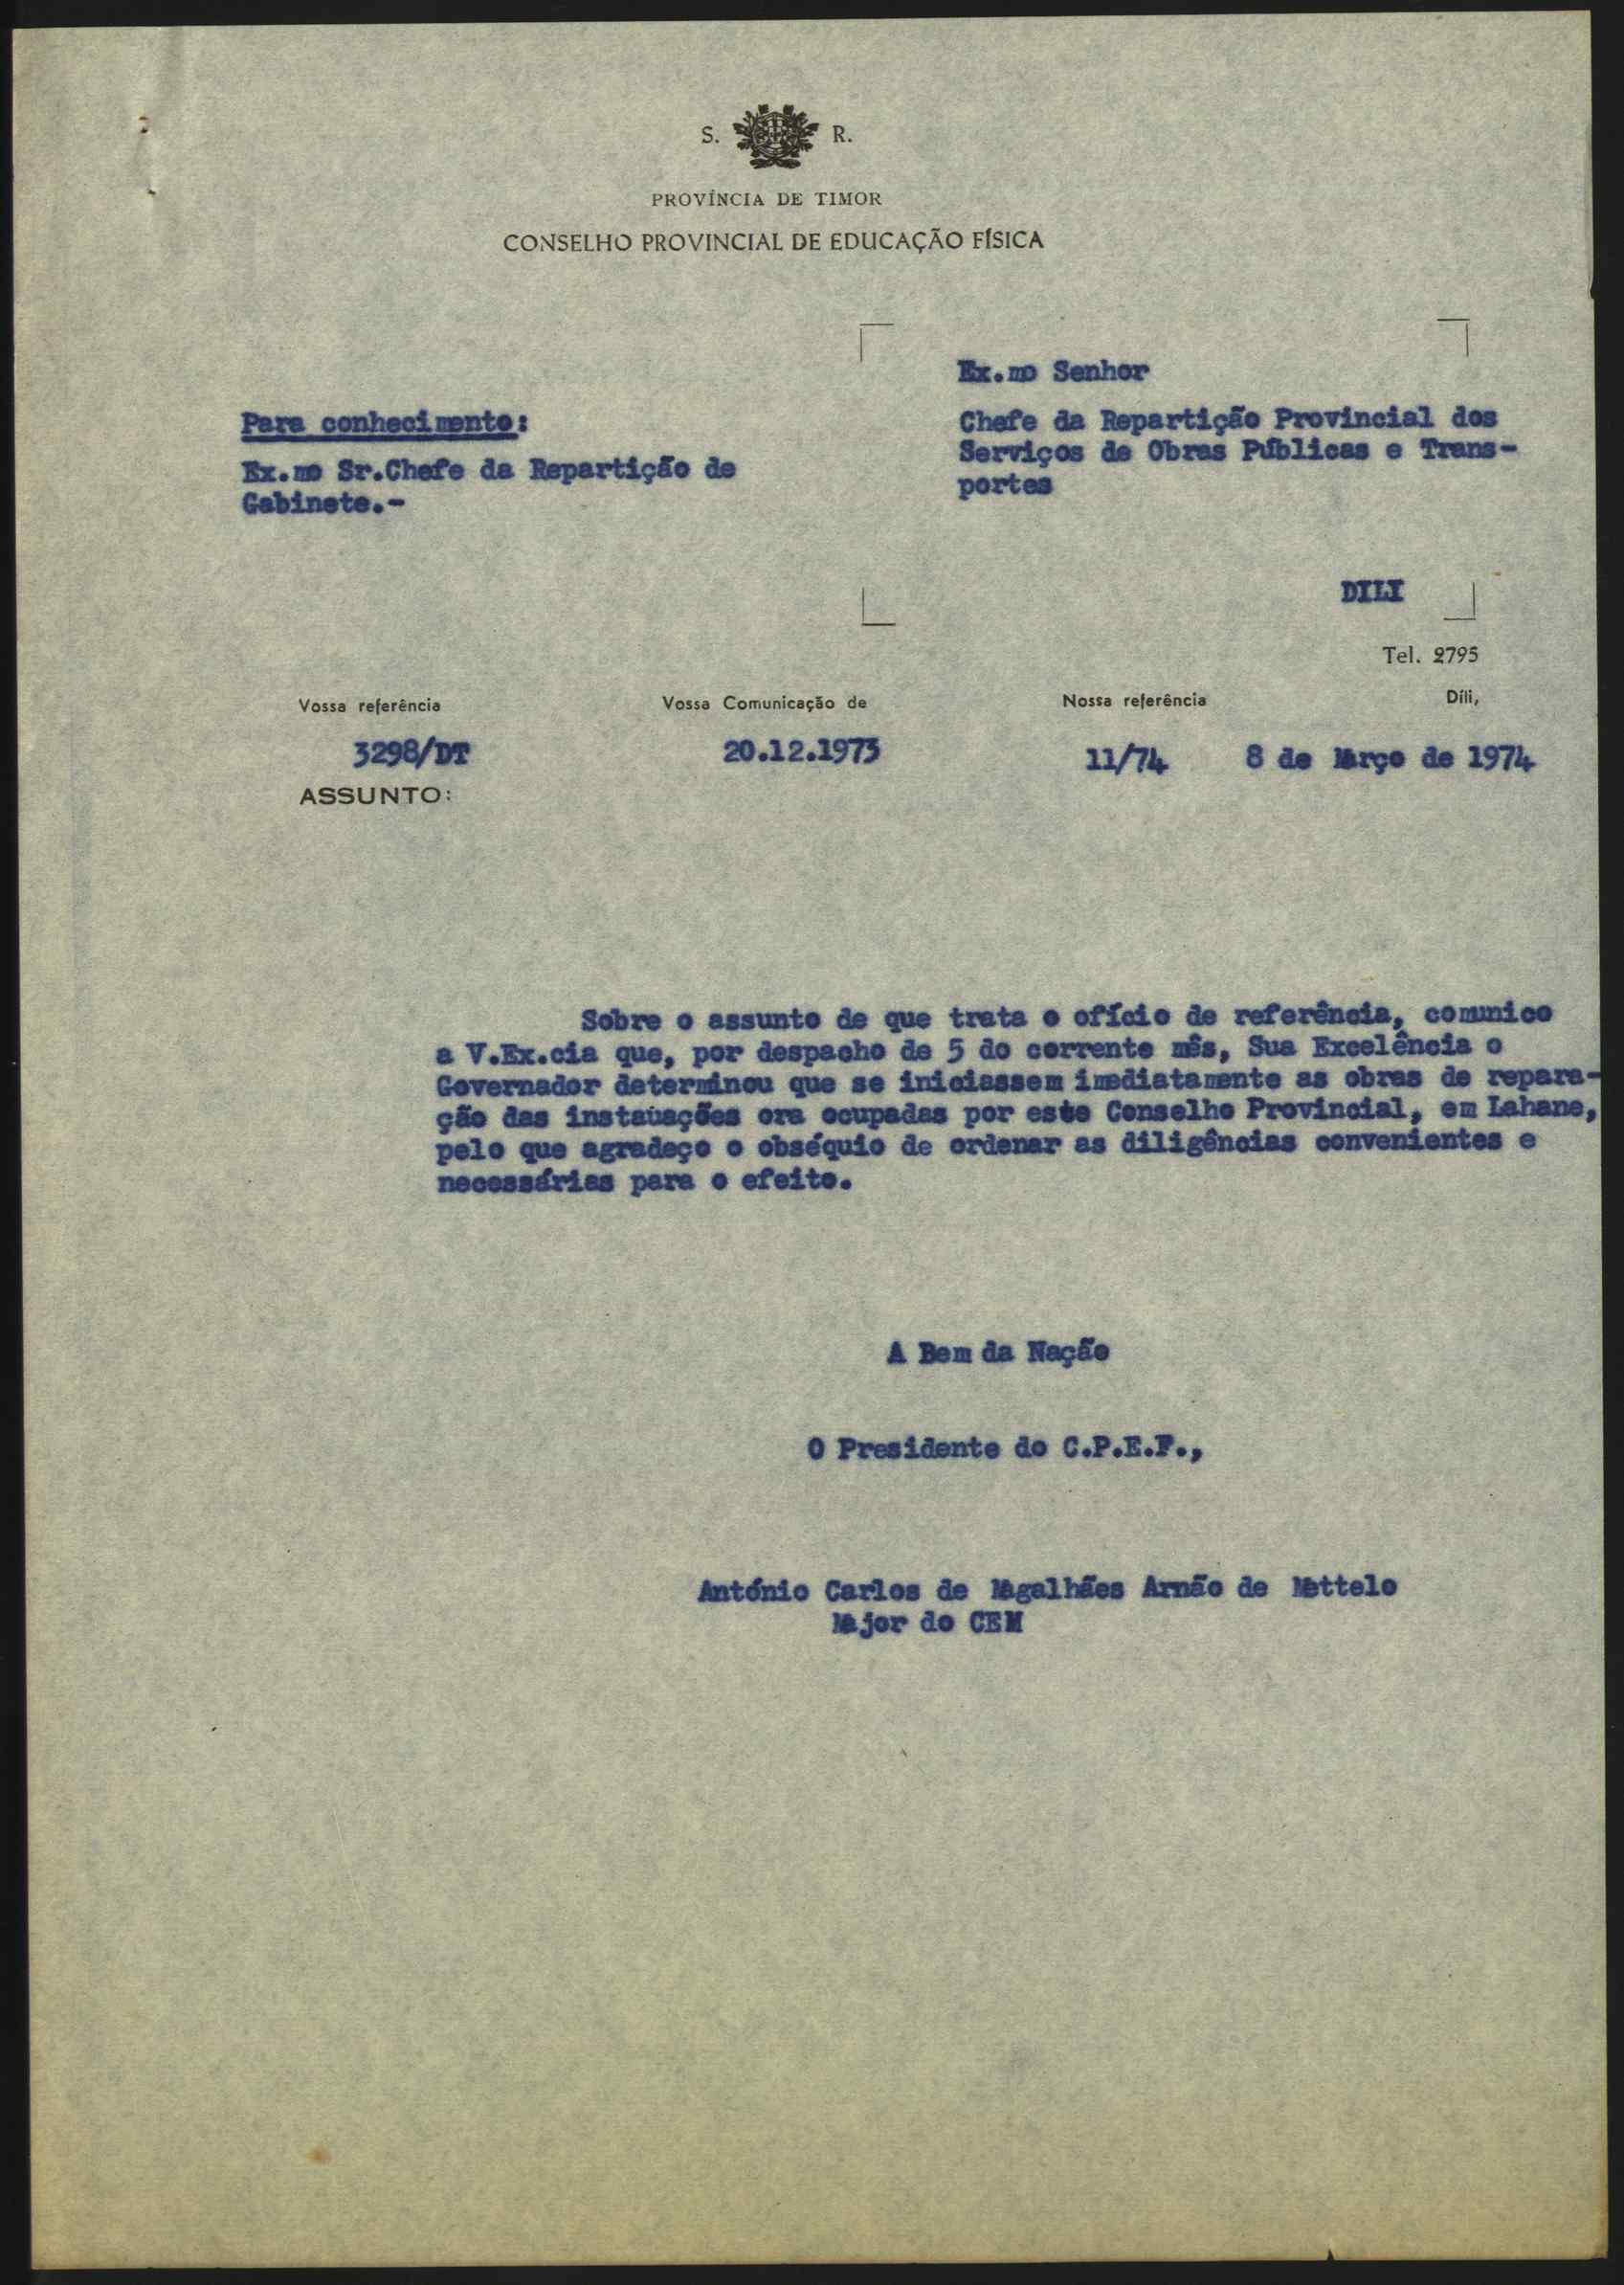 S. R.
PROVÍNCIA DE TIMOR
CONSELHO PROVINCIAL DE EDUCAÇÃO FÍSICA
Ex.mo Senhor
Chefe da Repartição Provincial dos
Serviços de Obras Públicas e Trans-
portes
DILI
Para conhecimento:
Ex.mo Sr.Chefe da Repartição de
Gabinete.-
Tel. 2795
Vossa referência Vossa Comunicação de Nossa referência Díli,
3298/DT 20.12.1973 11/74 8 de Março de 1974
ASSUNTO:
Sobre o assunto de que trata o ofício de referência, comunico
a V.Ex.cia que, por despacho de 5 do corrente mês, Sua Excelência o
Governador determinou que se iniciassem imediatamente as obras de repara-
ção das instauações ora ocupadas por este Conselho Provincial, em Lahane,
pelo que agradeço o obséquio de ordenar as diligências convenientes e
necessárias para o efeito.
A Bem da Nação
O Presidente do C.P.E.F.,
António Carlos de Magalhães Arnão de Mettelo
Major do CEM